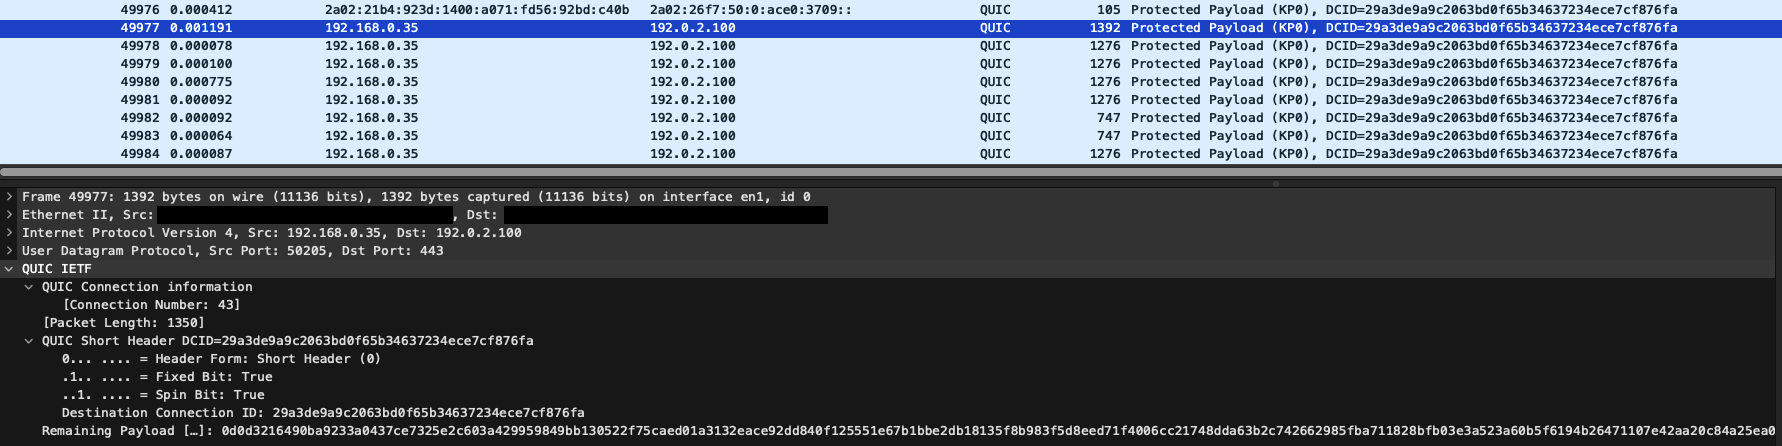 49976 0.000412 2a02:21b4:923d:1400:a071:fd56:92bd:c40b 2a02:26f7:50:0:ace0:3709:: QUIC 105 Protected Payload (KP0), DCID=29a3de9a9c2063bd0f65b34637234ece7cf876fa
49977 0.001191 192.168.0.35 192.0.2.100 QUIC 1392 Protected Payload (KP0), DCID=29a3de9a9c2063bd0f65b34637234ece7cf876fa
49978 0.000078 192.168.0.35 192.0.2.100 QUIC 1276 Protected Payload (KP0), DCID=29a3de9a9c2063bd0f65b34637234ece7cf876fa
49979 0.000100 192.168.0.35 192.0.2.100 QUIC 1276 Protected Payload (KP0), DCID=29a3de9a9c2063bd0f65b34637234ece7cf876fa
49980 0.000775 192.168.0.35 192.0.2.100 QUIC 1276 Protected Payload (KP0), DCID=29a3de9a9c2063bd0f65b34637234ece7cf876fa
49981 0.000092 192.168.0.35 192.0.2.100 QUIC 1276 Protected Payload (KP0), DCID=29a3de9a9c2063bd0f65b34637234ece7cf876fa
49982 0.000092 192.168.0.35 192.0.2.100 QUIC 747 Protected Payload (KP0), DCID=29a3de9a9c2063bd0f65b34637234ece7cf876fa
49983 0.000064 192.168.0.35 192.0.2.100 QUIC 747 Protected Payload (KP0), DCID=29a3de9a9c2063bd0f65b34637234ece7cf876fa
49984 0.000087 192.168.0.35 192.0.2.100 QUIC 1276 Protected Payload (KP0), DCID=29a3de9a9c2063bd0f65b34637234ece7cf876fa
Frame 49977: 1392 bytes on wire (11136 bits), 1392 bytes captured (11136 bits) on interface en1, id 0
Ethernet II, Src: , Dst:
Internet Protocol Version 4, Src: 192.168.0.35, Dst: 192.0.2.100
User Datagram Protocol, Src Port: 50205, Dst Port: 443
QUIC IETF
QUIC Connection information
[Connection Number: 43]
[Packet Length: 1350]
QUIC Short Header DCID=29a3de9a9c2063bd0f65b34637234ece7cf876fa
0... .... = Header Form: Short Header (0)
.1.. .... = Fixed Bit: True
..1. .... = Spin Bit: True
Destination Connection ID: 29a3de9a9c2063bd0f65b34637234ece7cf876fa
Remaining Payload […]: 0d0d3216490ba9233a0437ce7325e2c603a429959849bb130522f75caed01a3132eace92dd840f125551e67b1bbe2db18135f8b983f5d8eed71f4006cc21748dda63b2c742662985fba711828bfb03e3a523a60b5f6194b26471107e42aa20c84a25ea0